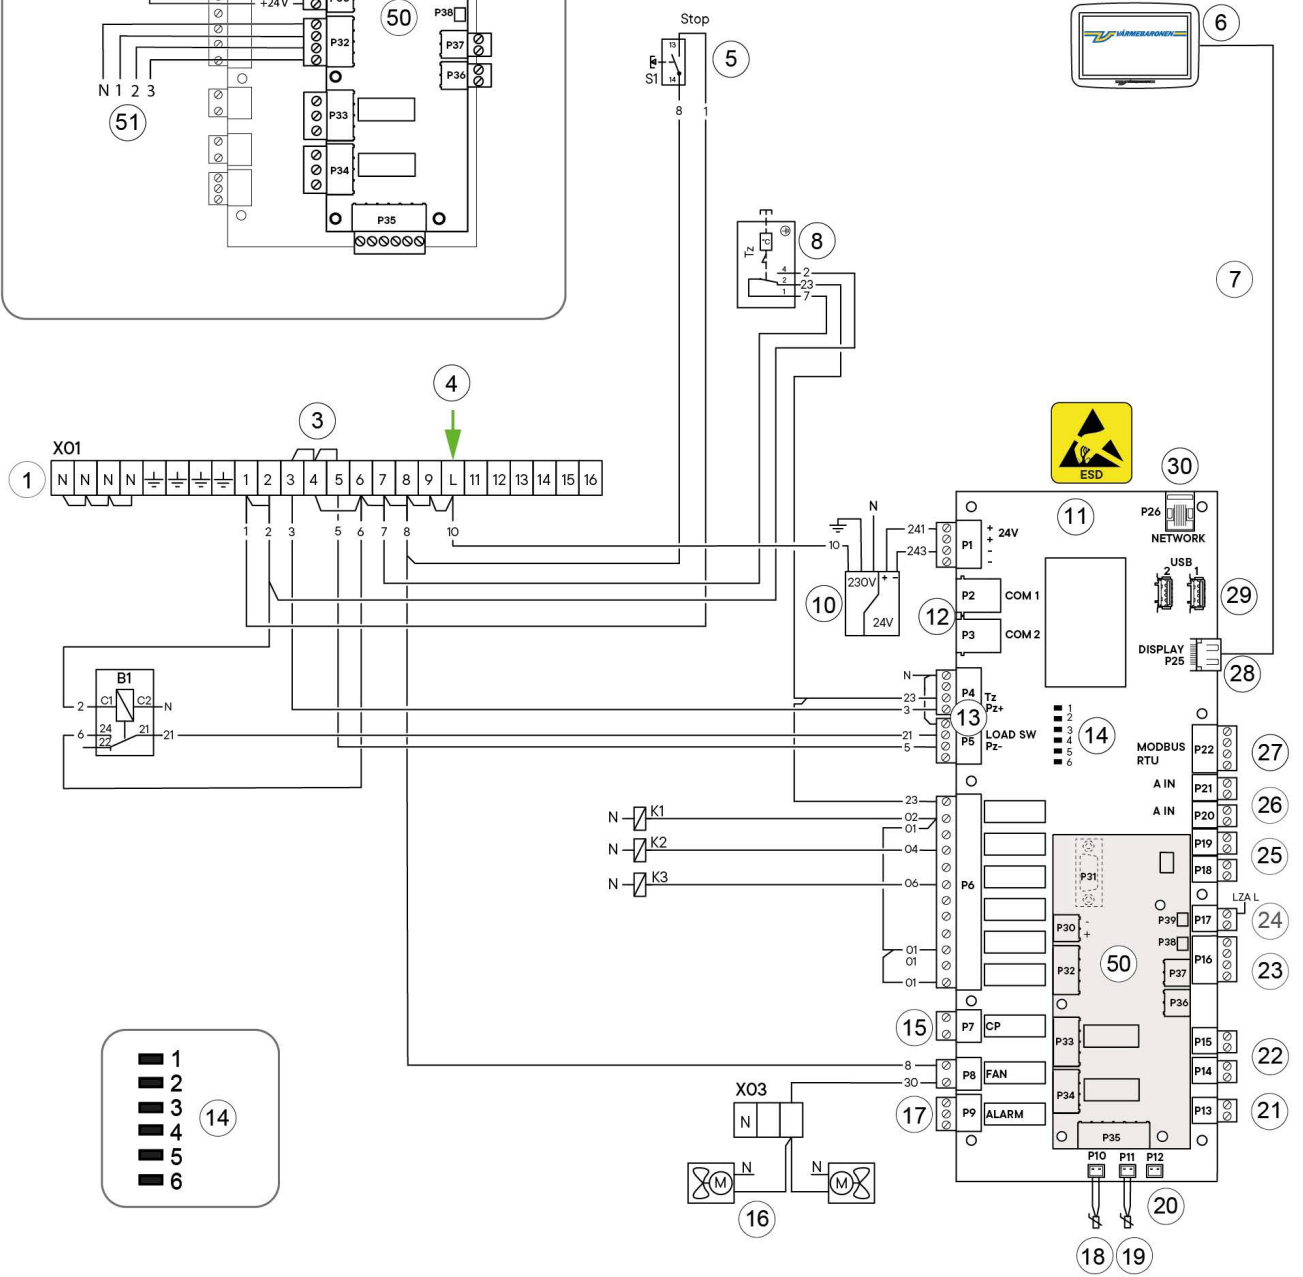 +24V
P32
50
P38
P37
P36
N 1 2 3
51
P33
P34
P35
Stop
13
S1
14
5
8
1
VÄRMEBARONEN
6
7
Tz
°C
4
2
1
2
23
7
8
4
3
X01
1
N N N N 1 2 3 4 5 6 7 8 9 L 11 12 13 14 15 16
1 2 3 5 6 7 8 10
ESD
30
P26
NETWORK
11
N
241
243
P1
+
+
-
-
24V
10
230V
+ -
24V
10
P2
COM 1
12
P3
COM 2
USB
2 1
29
DISPLAY
P25
28
B1
2
C1
C2
N
6
24
22
21
21
N
23
3
P4
Tz
Pz+
13
21
5
P5
LOAD SW
Pz-
1
2
3
4
5
6
14
MODBUS
RTU
P22
27
A IN
P21
26
A IN
P20
P19
25
P18
LZA L
P17
24
P16
23
P15
22
P14
P13
21
N
K1
N
K2
N
K3
23
02
01
04
06
01
01
01
P6
P31
P30
-
+
P39
P38
P32
50
P37
P36
P33
P34
P35
15
P7
CP
8
30
P8
FAN
17
P9
ALARM
P10
P11
P12
20
18
19
X03
N
N
M
N
M
16
1
2
3
4
5
6
14